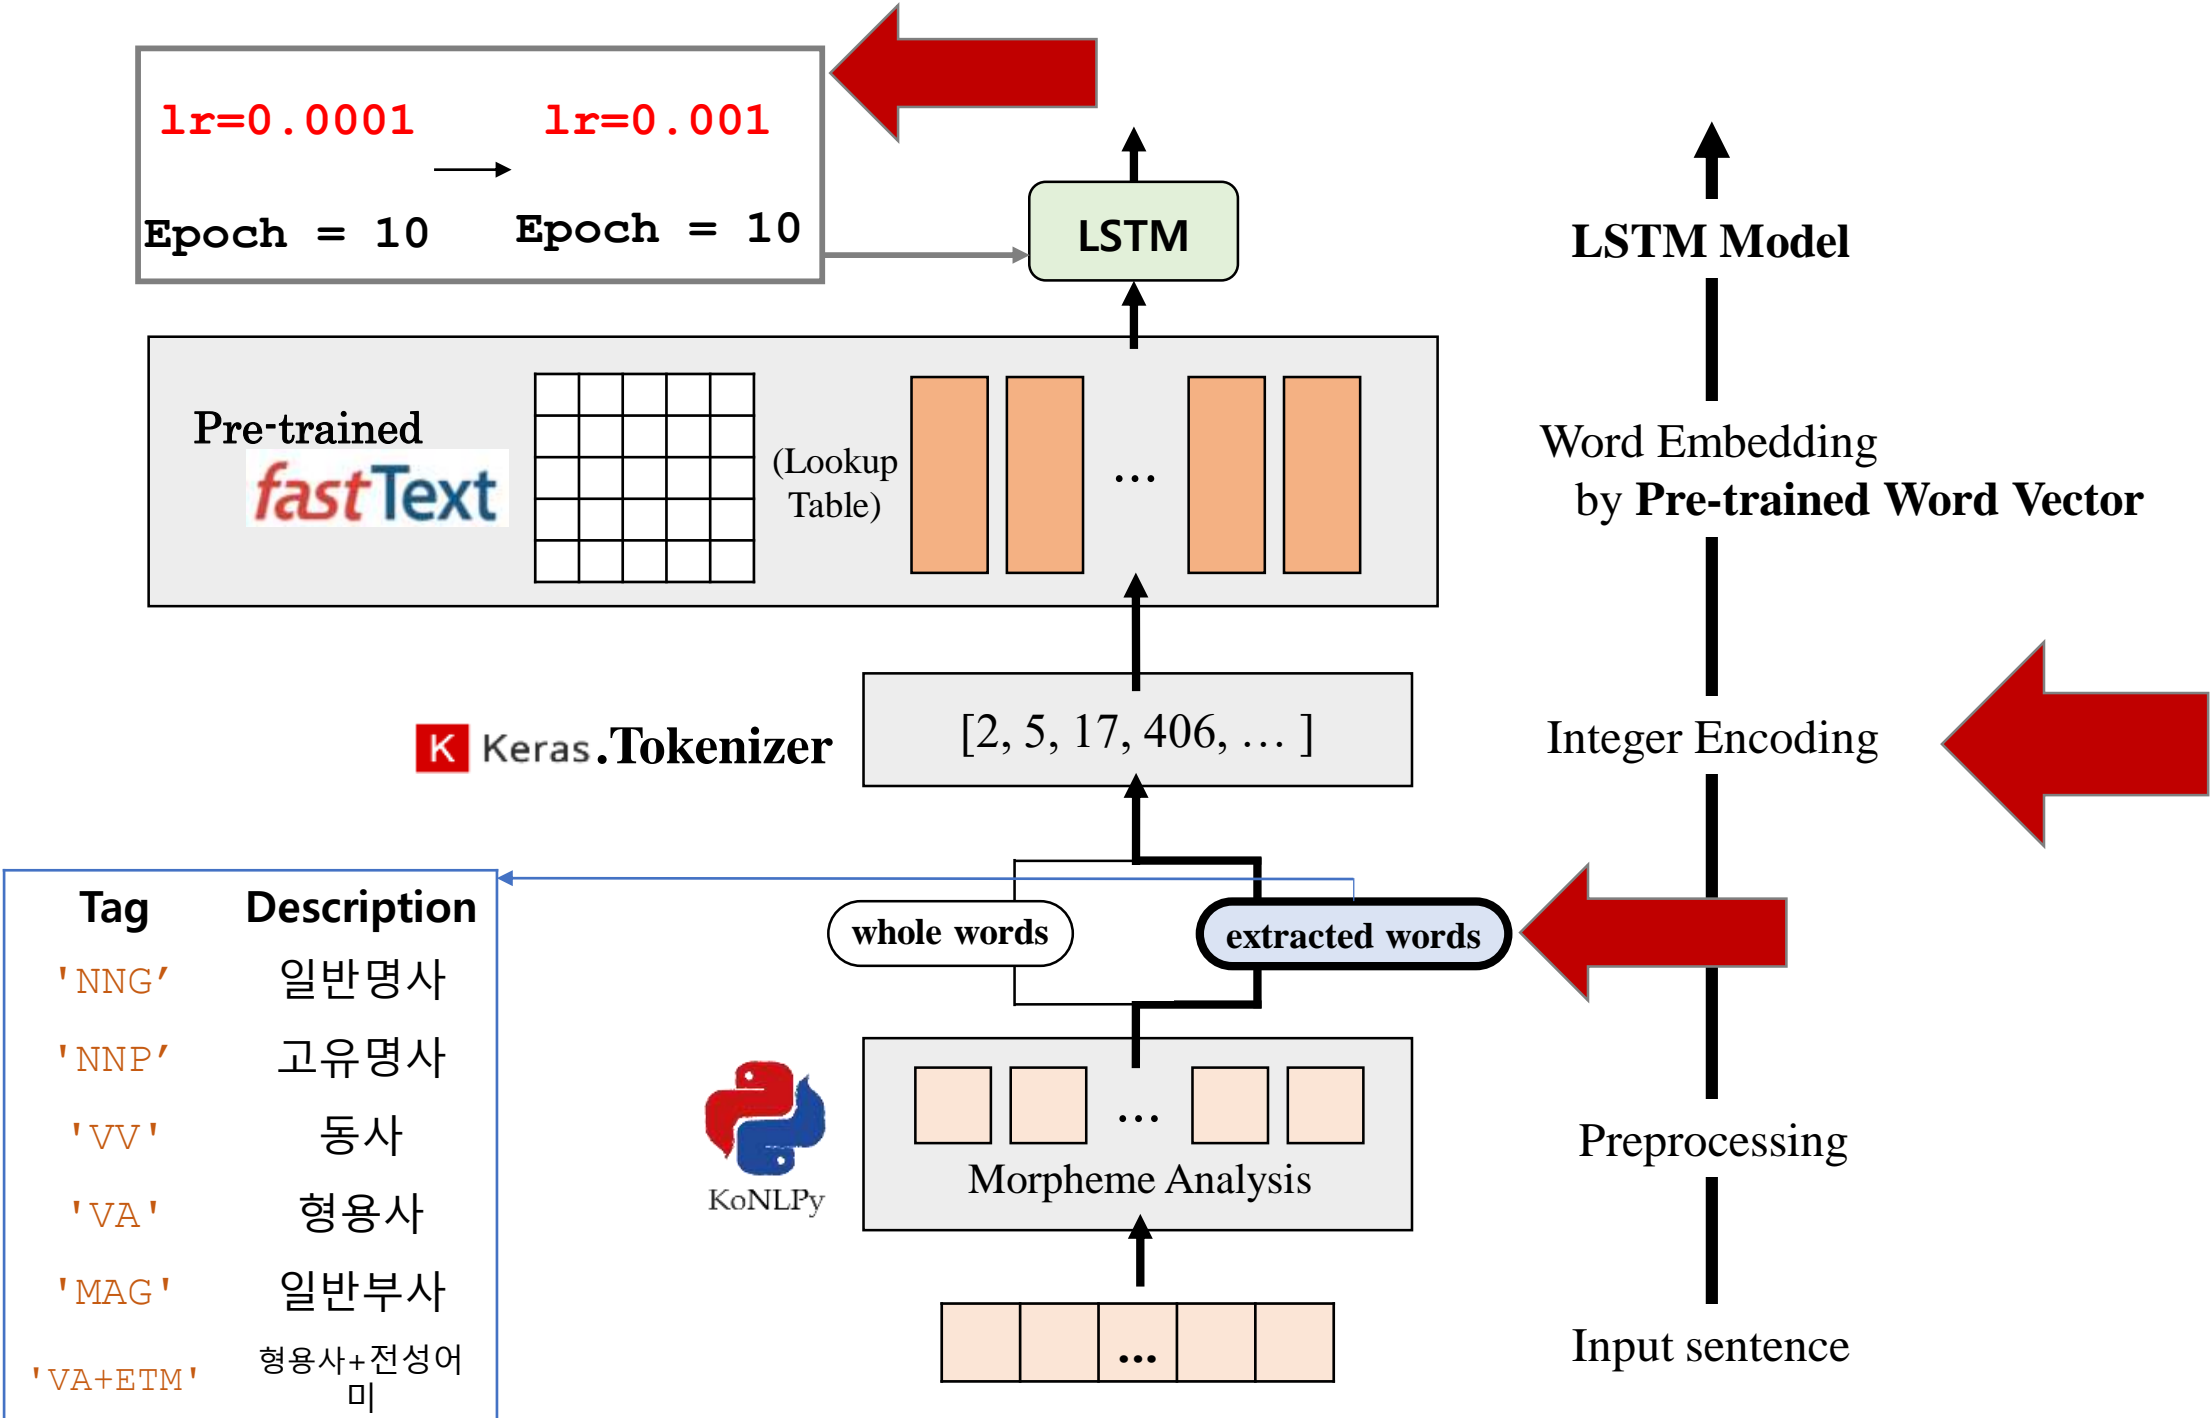 lr=0.0001 lr=0.001
Epoch = 10 Epoch = 10
LSTM
LSTM Model
Pre-trained
fastText
(Lookup
Table)
...
Word Embedding
by Pre-trained Word Vector
K Keras.Tokenizer
[2, 5, 17, 406, … ]
Integer Encoding
whole words
extracted words
Tag Description
'NNG’ 일반명사
'NNP’ 고유명사
'VV' 동사
'VA' 형용사
'MAG' 일반부사
'VA+ETM' 형용사+전성어
미
KoNLPy
...
Morpheme Analysis
Preprocessing
...
Input sentence